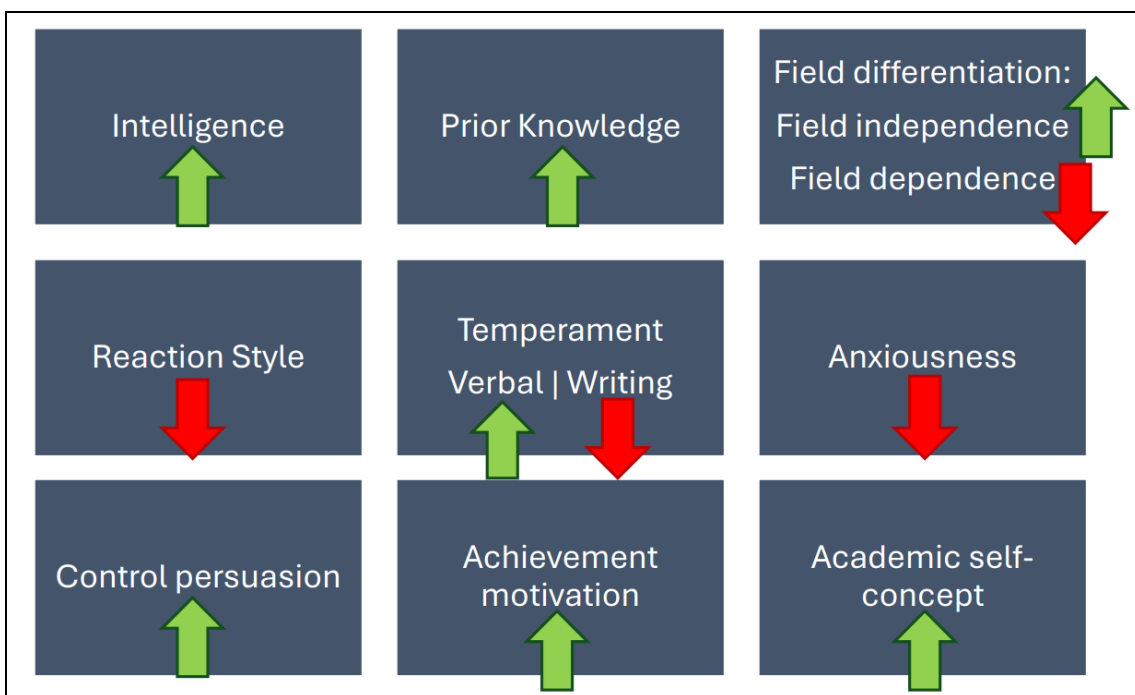 Intelligence
Prior Knowledge
Field differentiation:
Field independence
Field dependence
Reaction Style
Temperament
Verbal | Writing
Anxiousness
Control persuasion
Achievement
motivation
Academic self-
concept